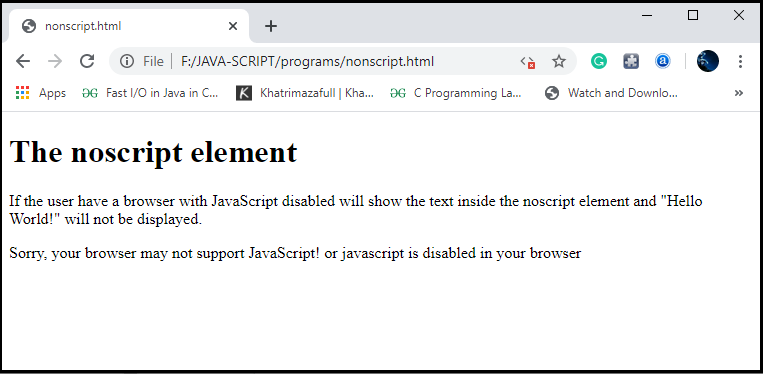 nonscript.html
File | F:/JAVA-SCRIPT/programs/nonscript.html
Apps
GG Fast I/O in Java in C...
K Khatrimazafull | Kha...
GG C Programming La...
Watch and Downlo...
»
The noscript element
If the user have a browser with JavaScript disabled will show the text inside the noscript element and "Hello
World!" will not be displayed.
Sorry, your browser may not support JavaScript! or javascript is disabled in your browser